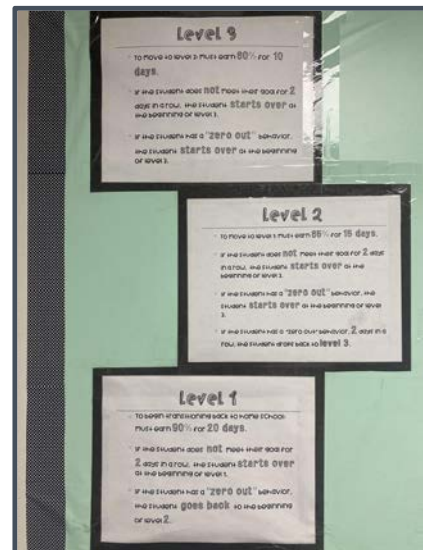 Level 3
To move to level 2 must earn 80% for 10
days.
If the student does not meet their goal for 2
days in a row, the student starts over at
the beginning of level 3.
If the student has a "zero out" behavior,
the student starts over at the beginning
of level 3.
Level 2
To move to level 1 must earn 85% for 15 days.
If the student does not meet their goal for 2 days
in a row, the student starts over at the
beginning of level 2.
If the student has a "zero out" behavior, the
student starts over at the beginning of level
2.
If the student has a "zero out" behavior, 2 days in a
row, the student drops back to level 3.
Level 1
To begin transitioning back to home school
must earn 90% for 20 days.
If the student does not meet their goal for
2 days in a row, the student starts over
at the beginning of level 1.
If the student has a "zero out" behavior,
the student goes back to the beginning
of level 2.